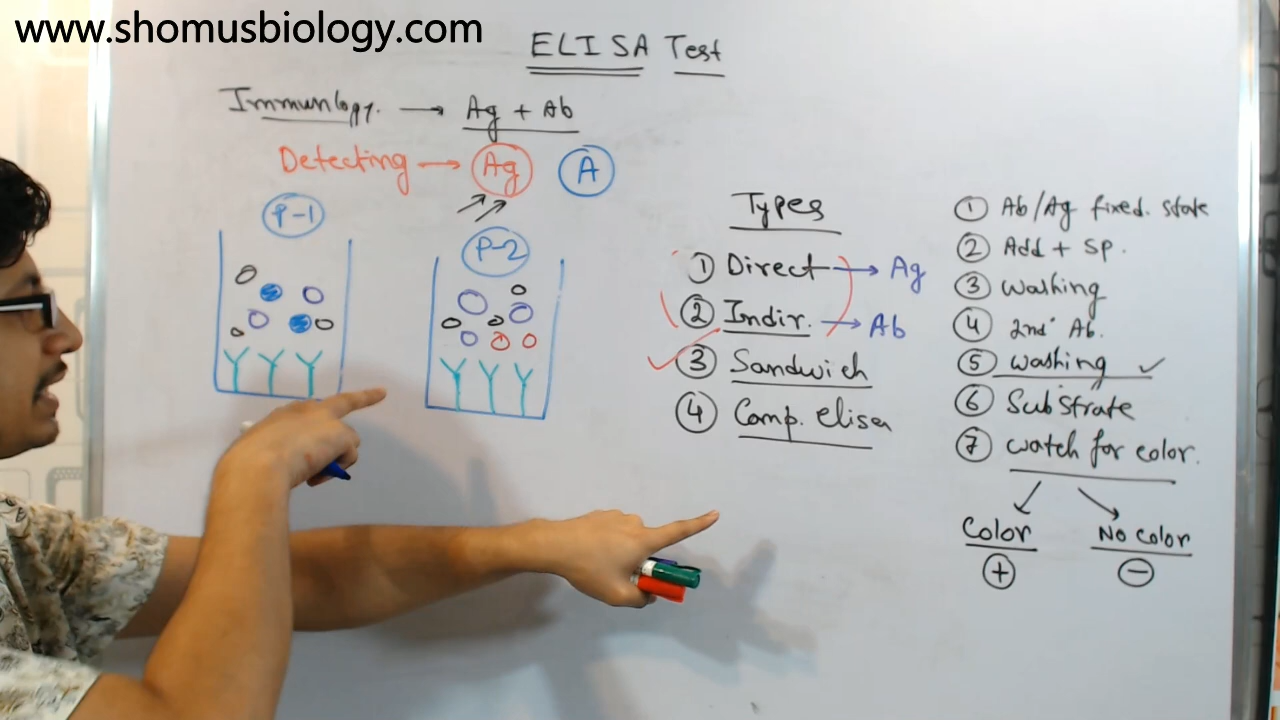 www.shomusbiology.com
ELISA Test
Immunlogy. → Ag + Ab
Detecting → Ag A
P-1
P-2
Types
① Direct → Ag
② Indir. → Ab
③ Sandwich
④ Comp. elisa
① Ab/Ag fixed. state
② Add + Sp.
③ washing
④ 2nd Ab.
⑤ washing ✓
⑥ Substrate
⑦ watch for color.
Color
+
No color
-